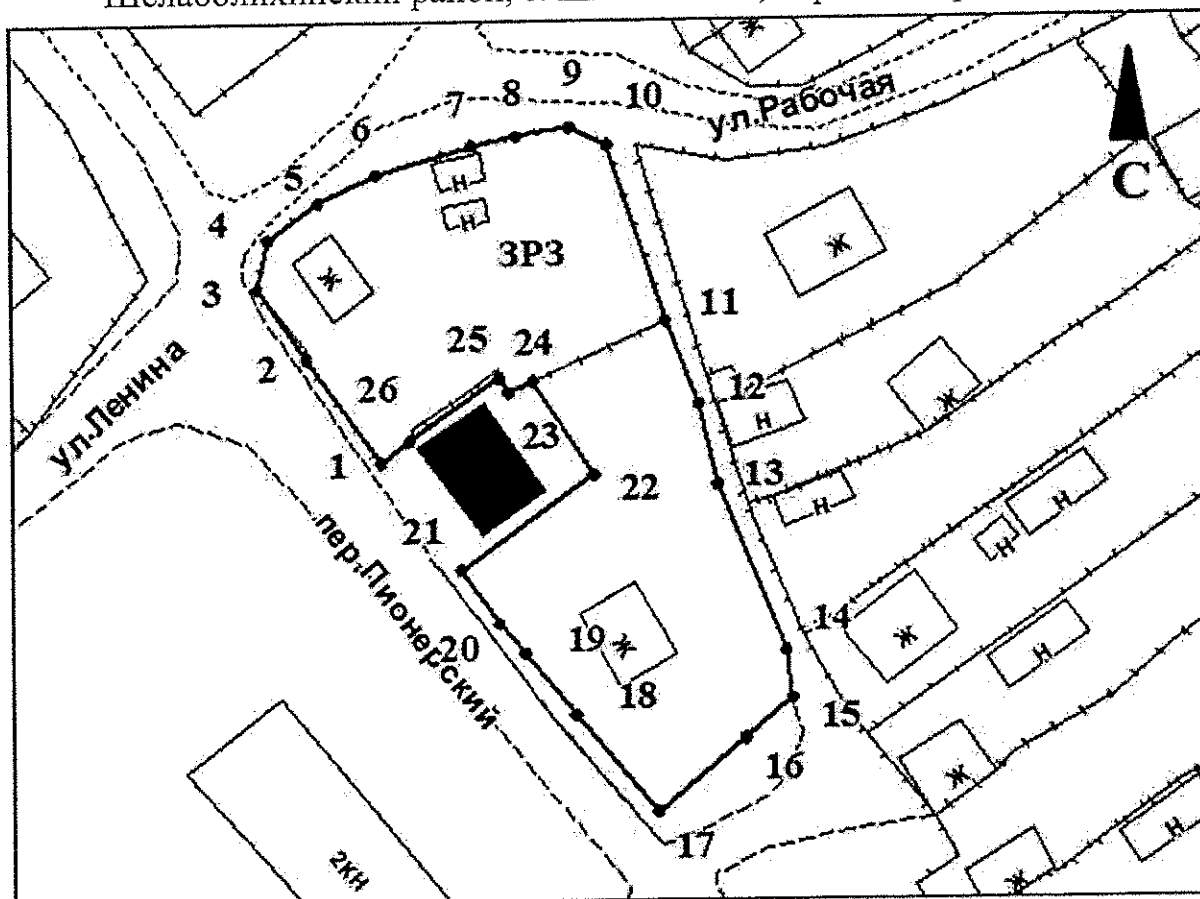 район,
ул.Рабочая
С
ул.Ленина
пер.Пионерский
ЗРЗ
1
2
3
4
5
6
7
8
9
10
11
12
13
14
15
16
17
18
19
20
21
22
23
24
25
26
Ж
Н
Н
Ж
Ж
Ж
Н
Ж
Н
Н
Н
Ж
Н
Ж
Н
Ж
Ж
2КН